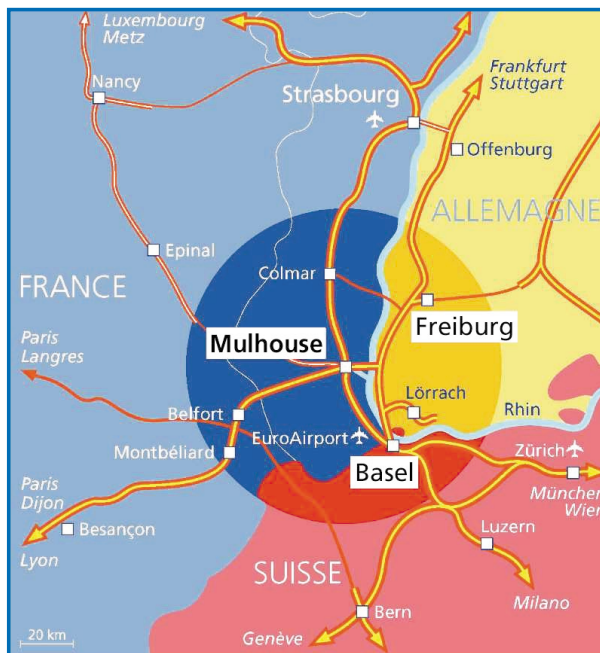 Luxembourg
Metz
Nancy
Strasbourg
Frankfurt
Stuttgart
Offenburg
ALLEMAGNE
Epinal
Colmar
FRANCE
Freiburg
Mulhouse
Paris
Langres
Lörrach
Rhin
Belfort
EuroAirport
Montbéliard
Basel
Zürich
Paris
Dijon
München
Wien
Besançon
Luzern
Lyon
SUISSE
Milano
Bern
20 km
Genève